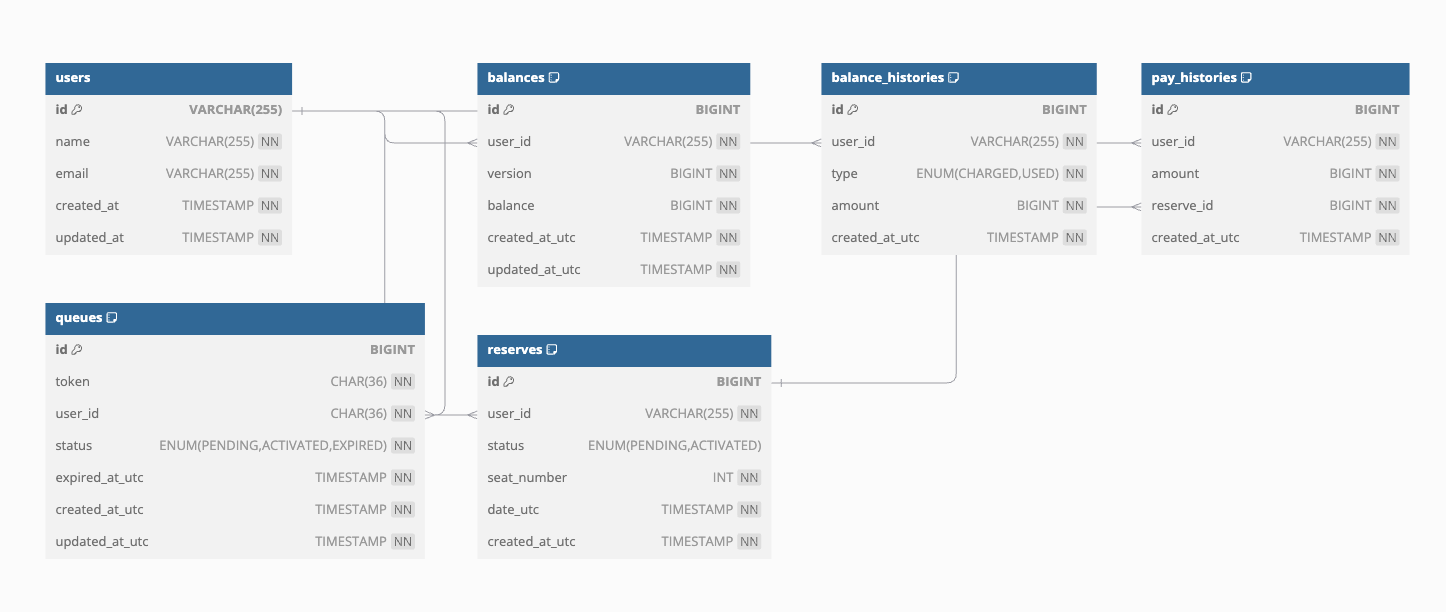 users
id VARCHAR(255)
name VARCHAR(255) NN
email VARCHAR(255) NN
created_at TIMESTAMP NN
updated_at TIMESTAMP NN
balances
id BIGINT
user_id VARCHAR(255) NN
version BIGINT NN
balance BIGINT NN
created_at_utc TIMESTAMP NN
updated_at_utc TIMESTAMP NN
balance_histories
id BIGINT
user_id VARCHAR(255) NN
type ENUM(CHARGED,USED) NN
amount BIGINT NN
created_at_utc TIMESTAMP NN
pay_histories
id BIGINT
user_id VARCHAR(255) NN
amount BIGINT NN
reserve_id BIGINT NN
created_at_utc TIMESTAMP NN
queues
id BIGINT
token CHAR(36) NN
user_id CHAR(36) NN
status ENUM(PENDING,ACTIVATED,EXPIRED) NN
expired_at_utc TIMESTAMP NN
created_at_utc TIMESTAMP NN
updated_at_utc TIMESTAMP NN
reserves
id BIGINT
user_id VARCHAR(255) NN
status ENUM(PENDING,ACTIVATED)
seat_number INT NN
date_utc TIMESTAMP NN
created_at_utc TIMESTAMP NN